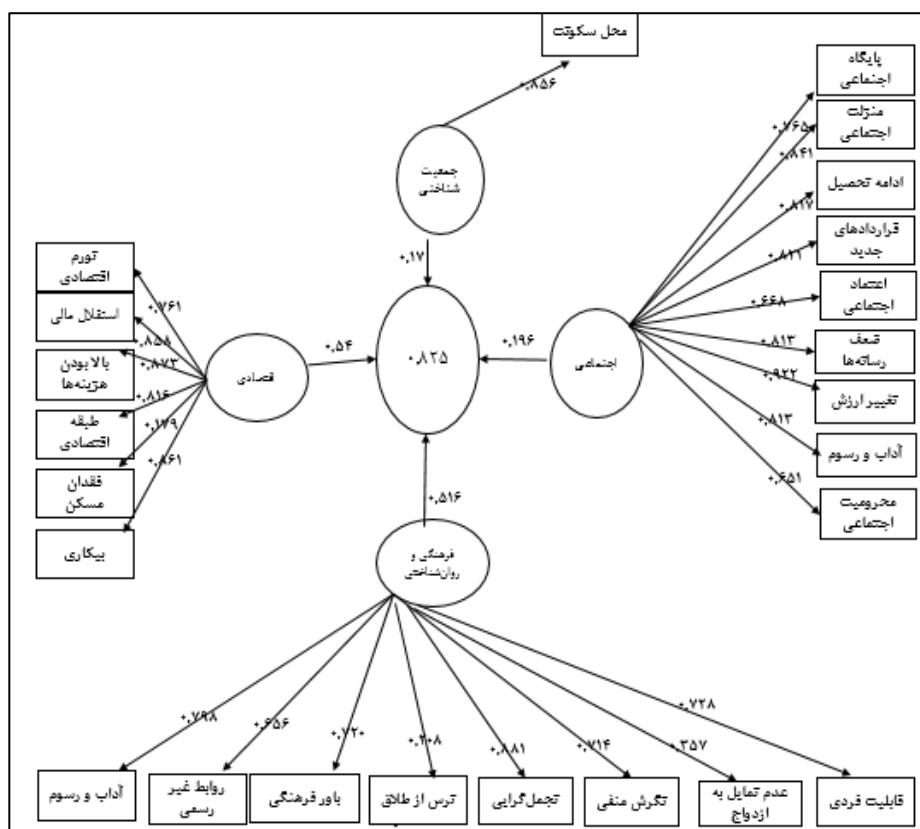 محل سکونت
۰.۸۵۶
جمعیت
شناختی
۰.۱۷
۰.۸۲۵
پایگاه
اجتماعی
۰.۷۶۵
منزلت
اجتماعی
۰.۸۴۱
ادامه تحصیل
۰.۸۱۷
قراردادهای
جدید
۰.۸۱۱
اعتماد
اجتماعی
۰.۶۶۸
ضعف
رسانه‌ها
۰.۸۱۳
تغییر ارزش
۰.۹۲۲
آداب و رسوم
۰.۸۱۳
محرومیت
اجتماعی
۰.۶۵۱
اجتماعی
۰.۱۹۶
تورم
اقتصادی
۰.۷۶۱
استقلال مالی
۰.۸۵۸
بالا بودن
هزینه‌ها
۰.۸۷۳
طبقه
اقتصادی
۰.۸۱۶
فقدان
مسکن
بیکاری
۰.۸۶۱
اقتصادی
۰.۵۴
۰.۵۱۶
فرهنگی و
روان‌شناختی
۰.۷۹۸
۰.۶۵۶
۰.۷۲۰
۰.۲۰۸
۰.۸۸۱
۰.۷۱۴
۰.۳۵۷
۰.۷۲۸
آداب و رسوم
روابط غیر
رسمی
باور فرهنگی
ترس از طلاق
تجمل‌گرایی
نگرش منفی
عدم تمایل به
ازدواج
قابلیت فردی